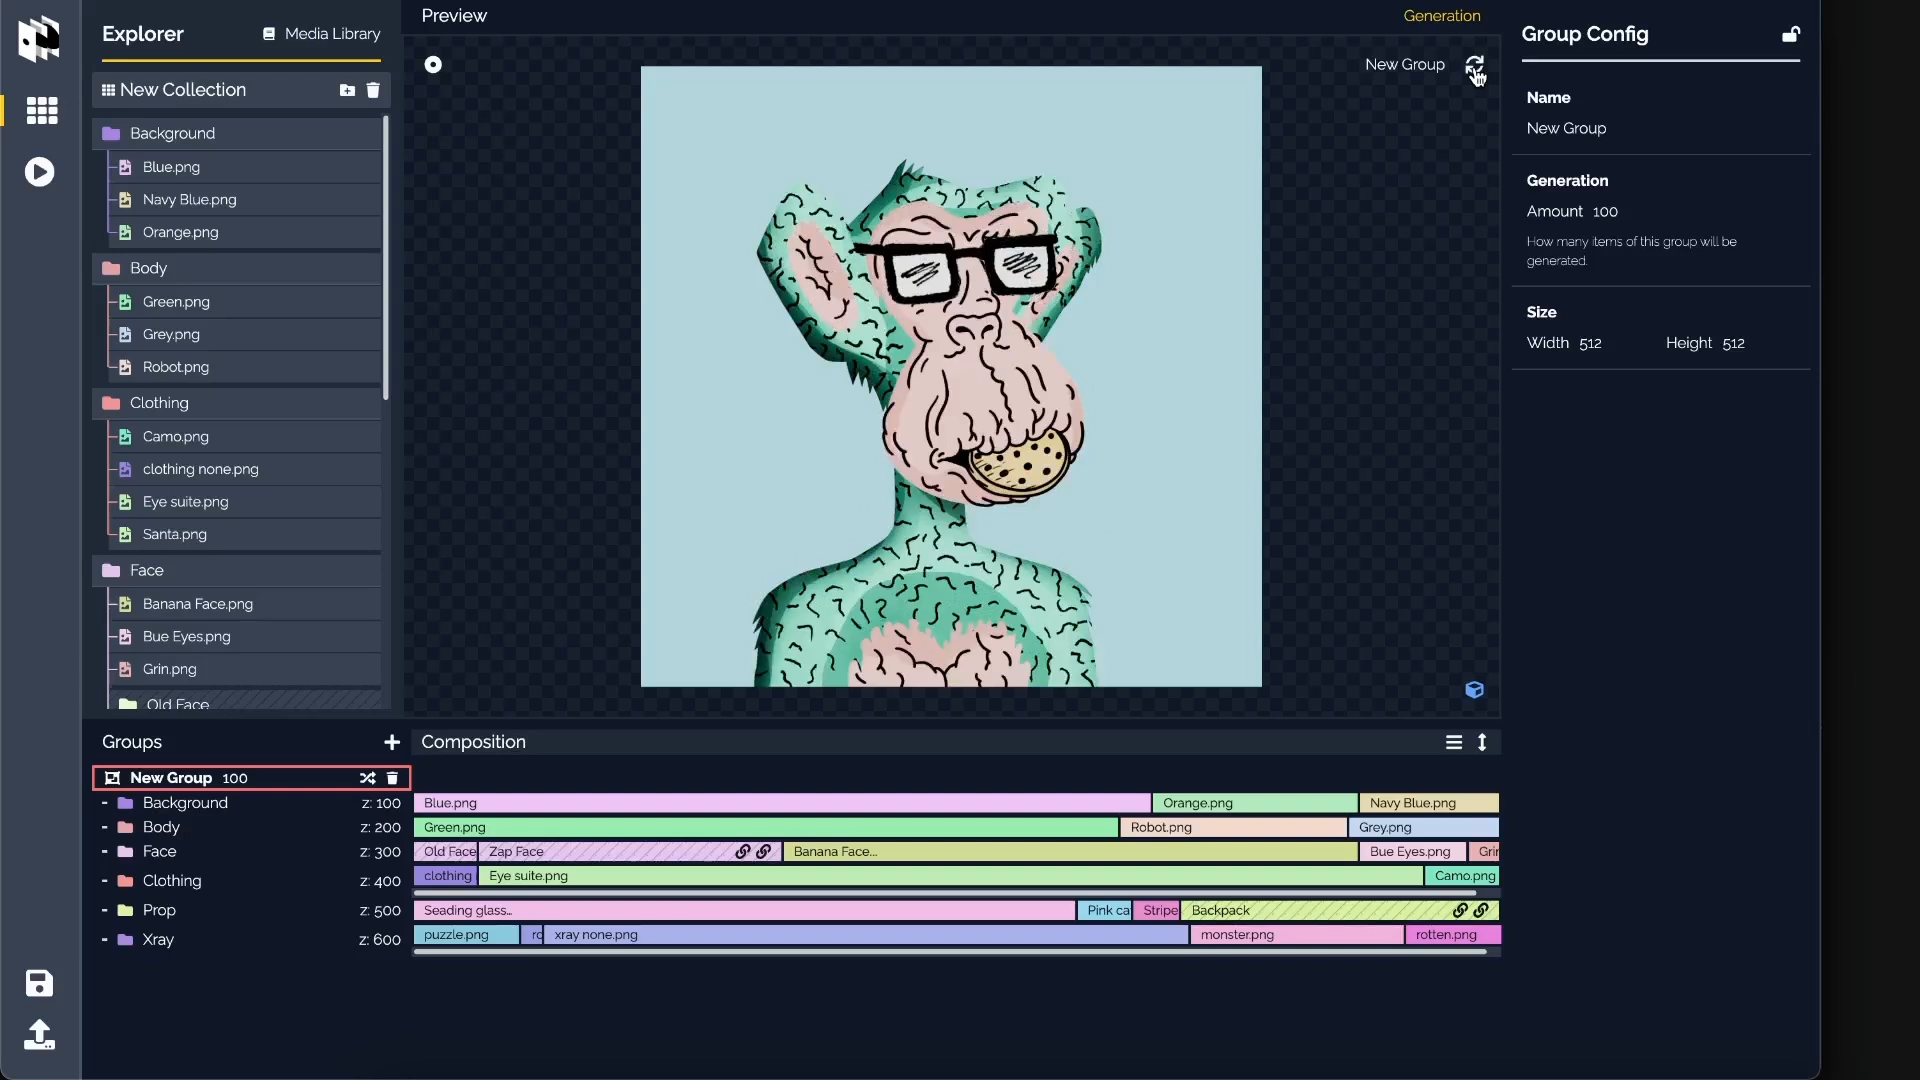 Explorer
Media Library
New Collection
Background
Blue.png
Navy Blue.png
Orange.png
Body
Green.png
Grey.png
Robot.png
Clothing
Camo.png
clothing none.png
Eye suite.png
Santa.png
Face
Banana Face.png
Bue Eyes.png
Grin.png
Old Face
Preview
Generation
New Group
Group Config
Name
New Group
Generation
Amount 100
How many items of this group will be
generated.
Size
Width 512 Height 512
Groups
New Group 100
Background z: 100
Body z: 200
Face z: 300
Clothing z: 400
Prop z: 500
Xray z: 600
Composition
Blue.png Orange.png Navy Blue.png
Green.png Robot.png Grey.png
Old Face Zap Face Banana Face... Bue Eyes.png Grin
clothing Eye suite.png Camo.png
Seading glass... Pink ca Stripe Backpack
puzzle.png xray none.png monster.png rotten.png